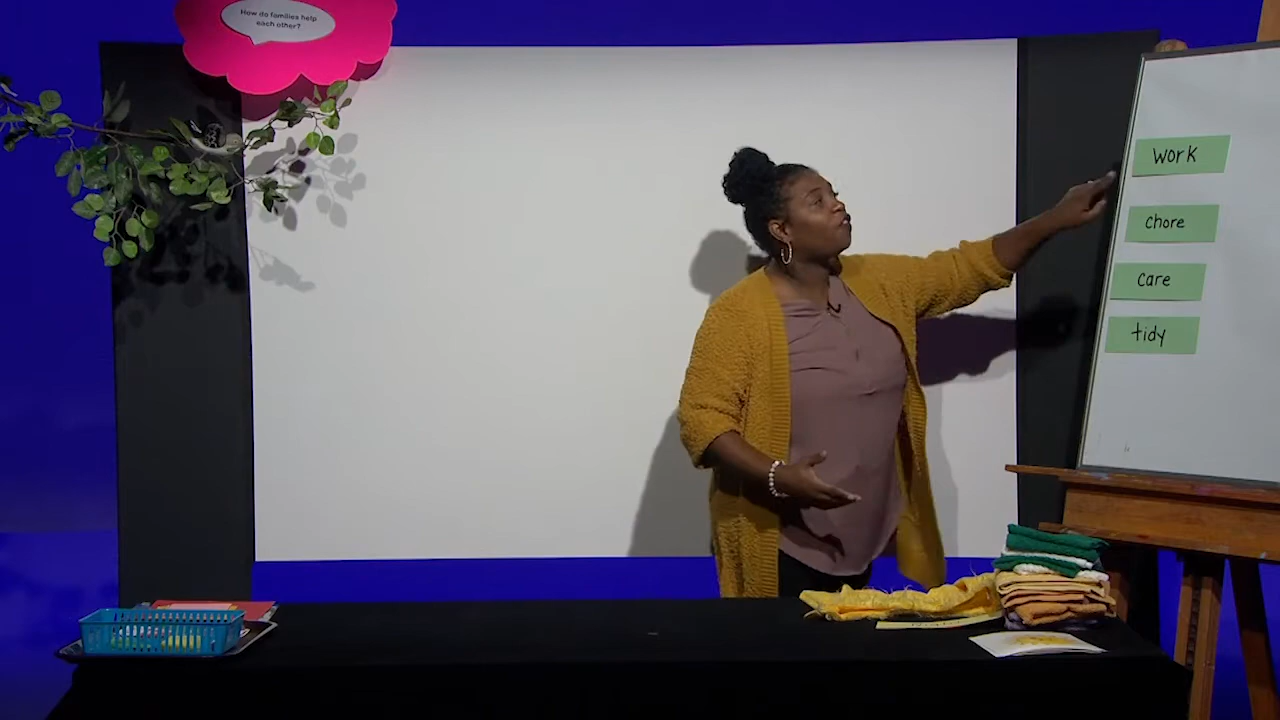 How do families help
each other?
work
chore
care
tidy